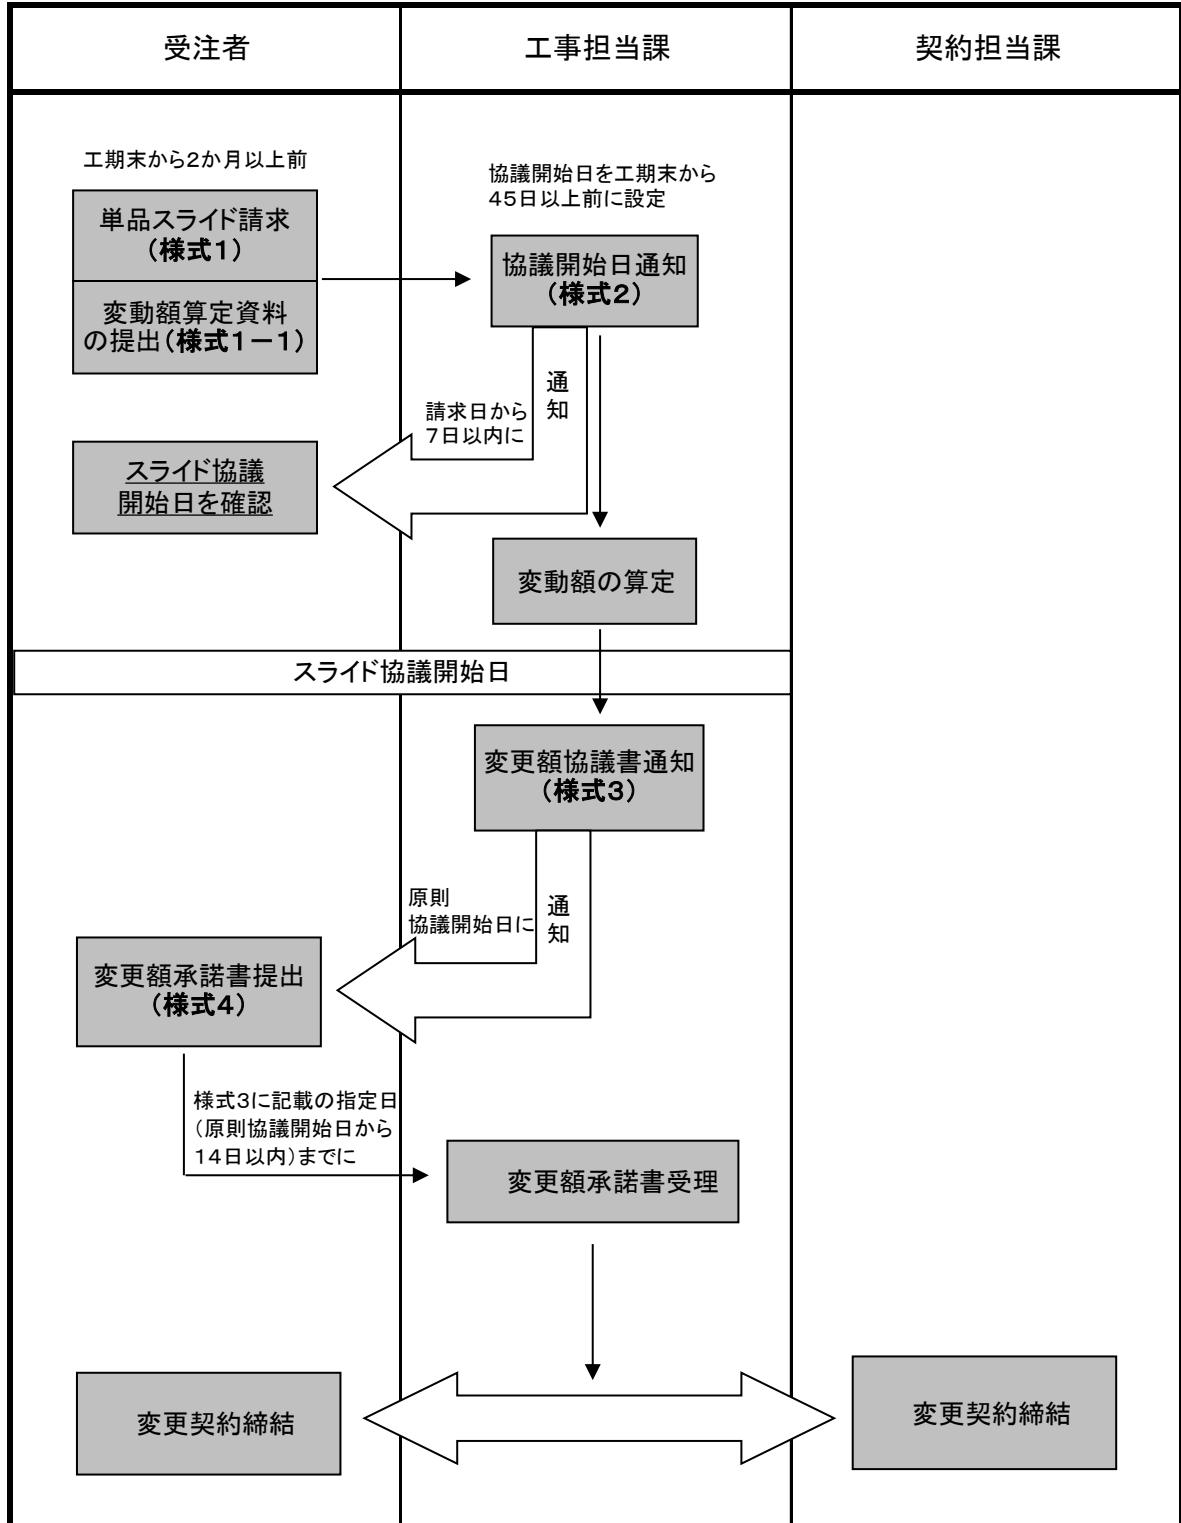 受注者
工事担当課
契約担当課
工期末から2か月以上前
協議開始日を工期末から
45日以上前に設定
単品スライド請求
(様式1)
変動額算定資料
の提出(様式1-1)
協議開始日通知
(様式2)
通
知
請求日から
7日以内に
スライド協議
開始日を確認
変動額の算定
スライド協議開始日
変更額協議書通知
(様式3)
原則
協議開始日に
通
知
変更額承諾書提出
(様式4)
様式3に記載の指定日
(原則協議開始日から
14日以内)までに
変更額承諾書受理
変更契約締結
変更契約締結